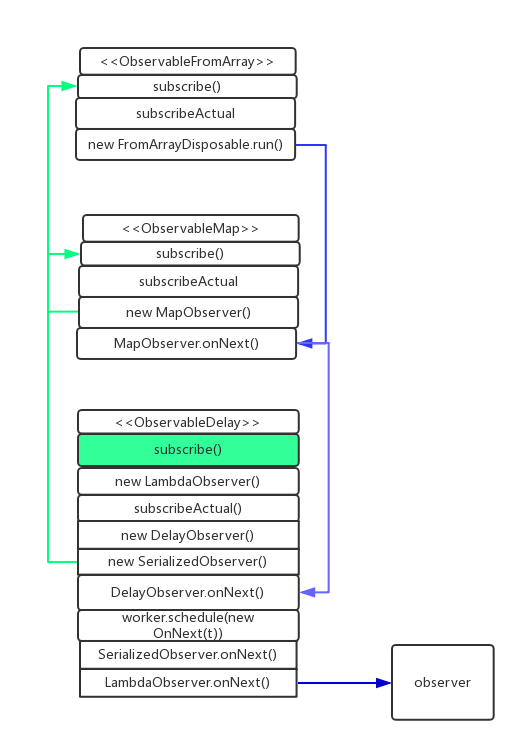 <<ObservableFromArray>>
subscribe()
subscribeActual
new FromArrayDisposable.run()
<<ObservableMap>>
subscribe()
subscribeActual
new MapObserver()
MapObserver.onNext()
<<ObservableDelay>>
subscribe()
new LambdaObserver()
subscribeActual()
new DelayObserver()
new SerializedObserver()
DelayObserver.onNext()
worker.schedule(new
OnNext(t))
SerializedObserver.onNext()
LambdaObserver.onNext()
observer